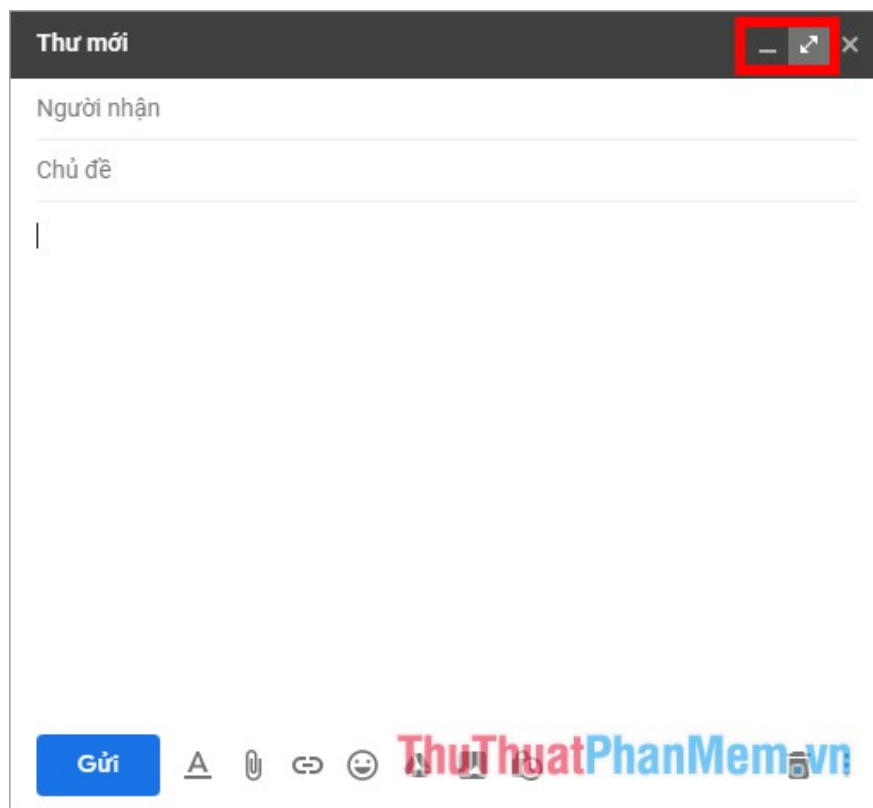 Thư mới
Người nhận
Chủ đề
Gửi
ThuThuatPhanMem.vn